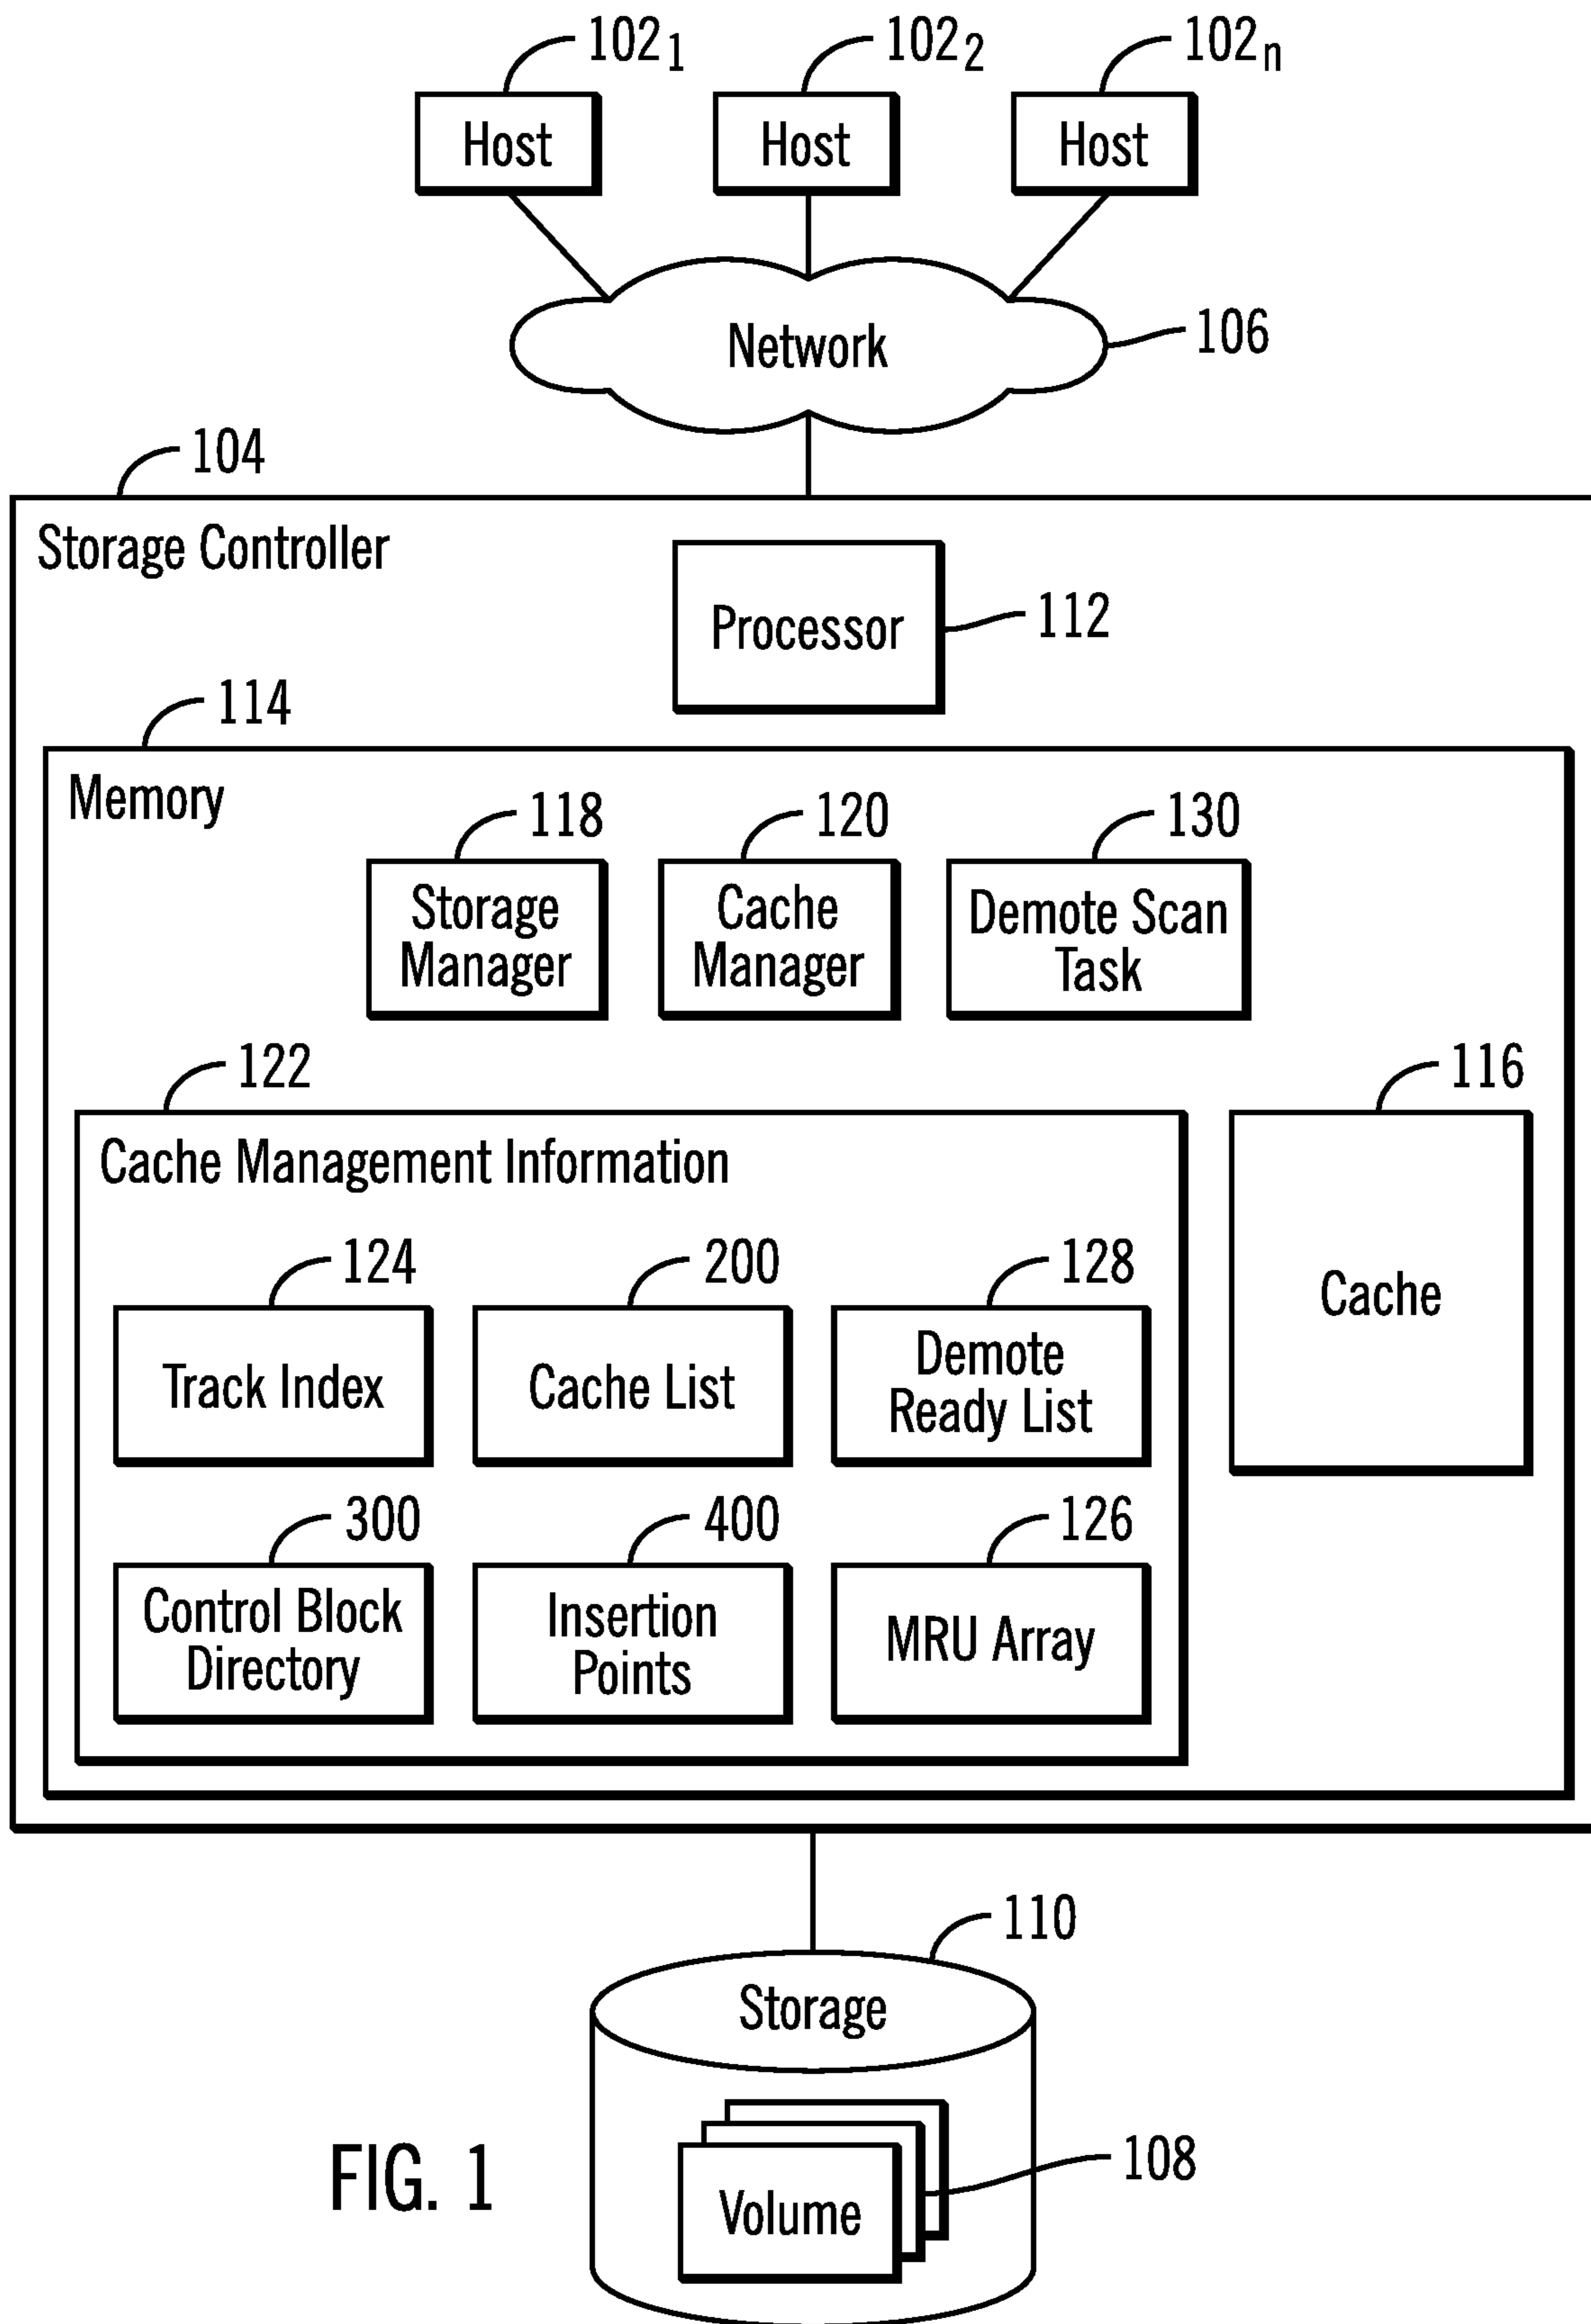 102₁ 102₂ 102ₙ
Host Host Host
Network
106
104
Storage Controller
Processor
112
114
Memory
118 120 130
Storage Manager
Cache Manager
Demote Scan Task
122
116
Cache Management Information
Cache
124 200 128
Track Index
Cache List
Demote Ready List
300 400 126
Control Block Directory
Insertion Points
MRU Array
110
Storage
108
Volume
FIG. 1